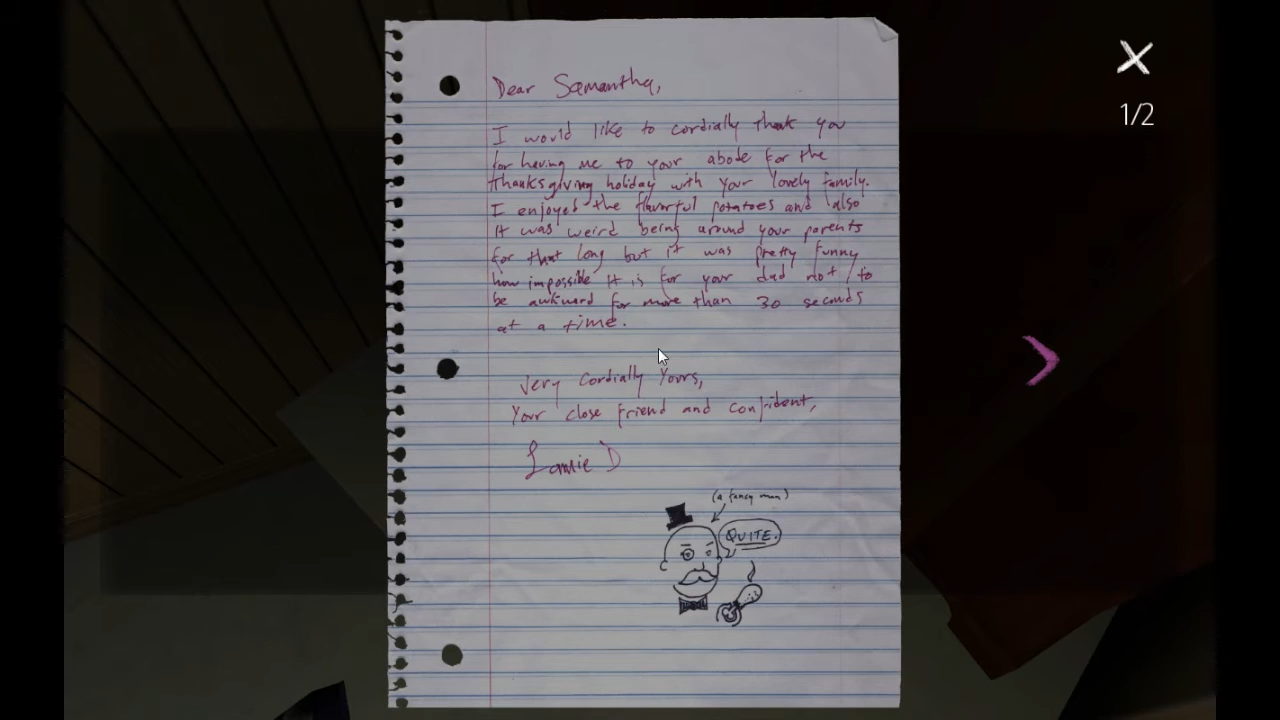 1/2
Dear Samantha,
I would like to cordially thank you
for having me to your abode for the
thanksgiving holiday with your lovely family.
I enjoyed the flavorful potatoes and also
it was weird being around your parents
for that long but it was pretty funny
how impossible it is for your dad not to
be awkward for more than 30 seconds
at a time.
Very Cordially Yours,
Your close friend and confident,
Lonnie D
(a fancy man)
QUITE.